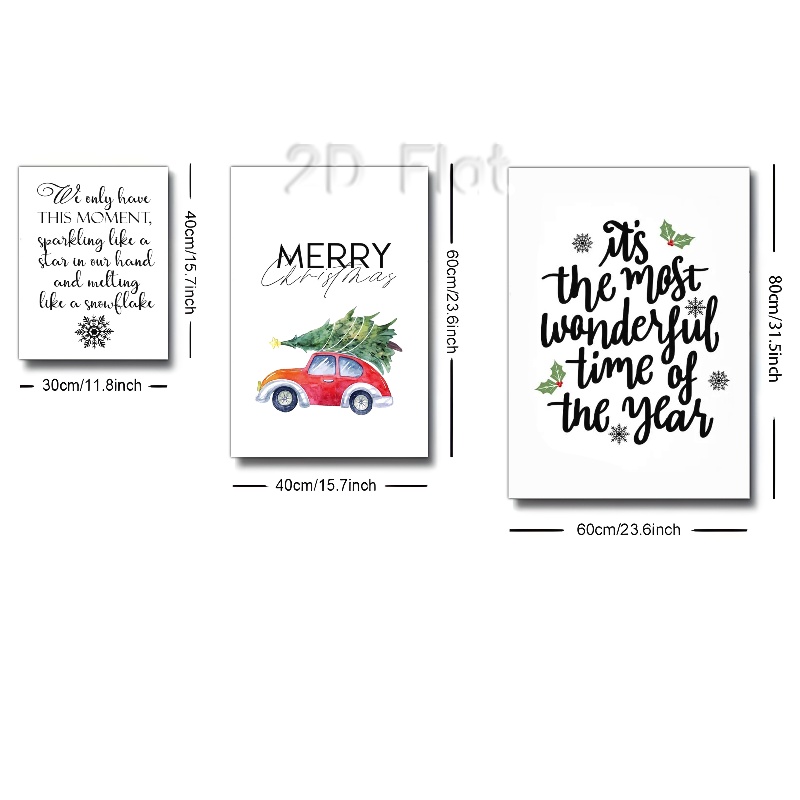 2D Flat
We only have
THIS MOMENT,
sparkling like a
star in our hand
and melting
like a snowflake
40cm/15.7inch
30cm/11.8inch
MERRY
Christmas
60cm/23.6inch
40cm/15.7inch
it's
the most
wonderful
time of
the year
80cm/31.5inch
60cm/23.6inch